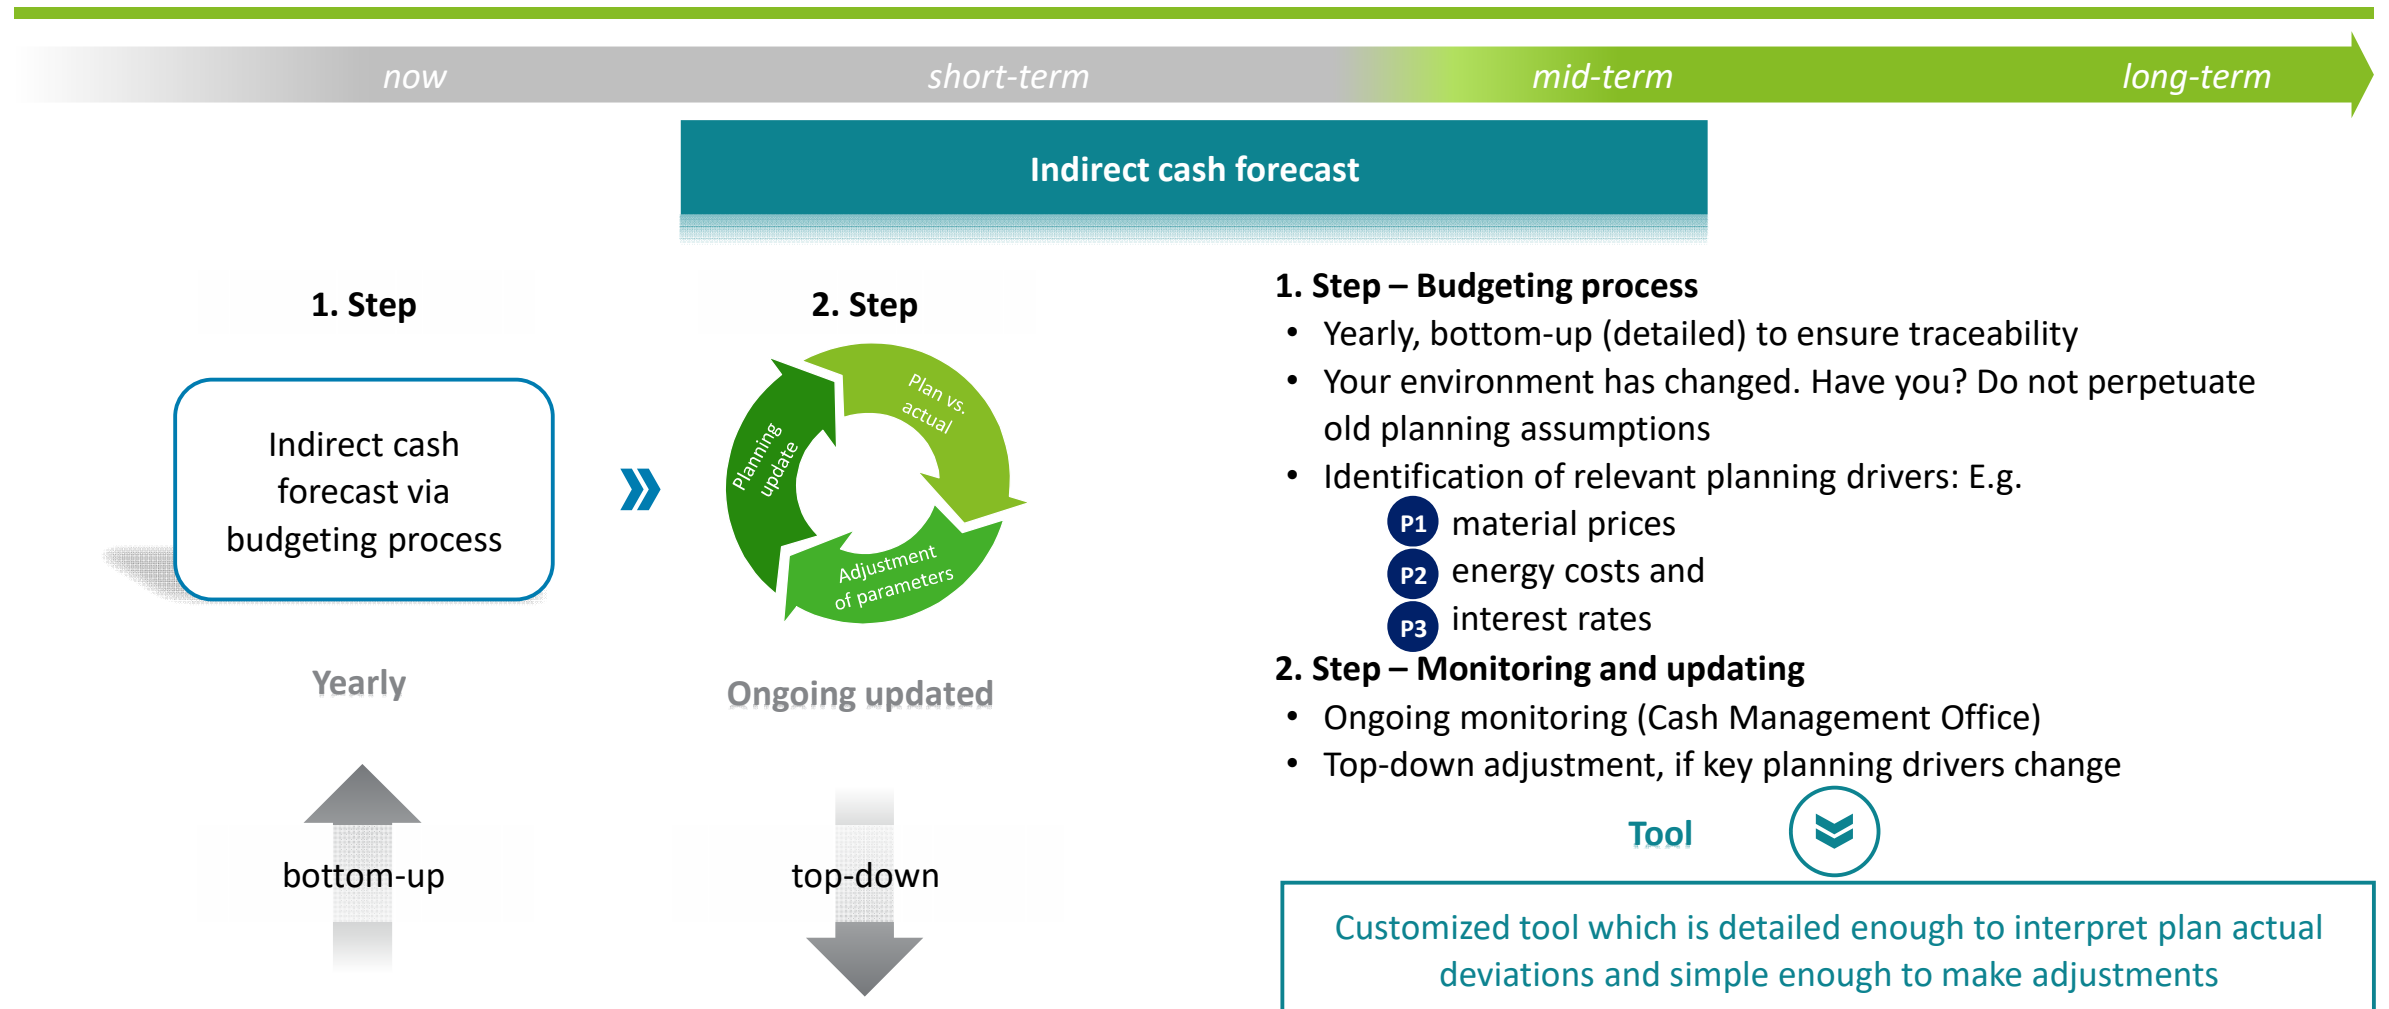 now
short-term
mid-term
long-term
Indirect cash forecast
1. Step
Indirect cash
forecast via
budgeting process
Yearly
bottom-up
2. Step
Plan vs.
actual
Adjustment
of parameters
Planning
update
Ongoing updated
top-down
1. Step – Budgeting process
• Yearly, bottom-up (detailed) to ensure traceability
• Your environment has changed. Have you? Do not perpetuate
old planning assumptions
• Identification of relevant planning drivers: E.g.
P1 material prices
P2 energy costs and
P3 interest rates
2. Step – Monitoring and updating
• Ongoing monitoring (Cash Management Office)
• Top-down adjustment, if key planning drivers change
Tool
Customized tool which is detailed enough to interpret plan actual
deviations and simple enough to make adjustments